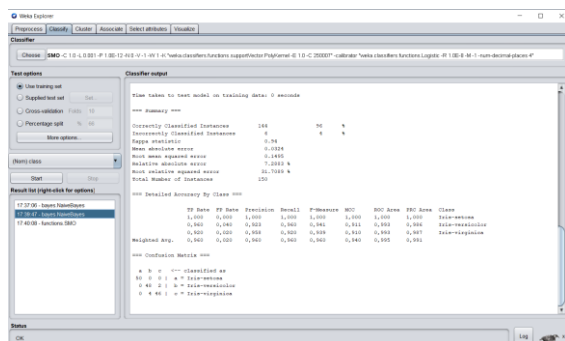 Weka Explorer
Preprocess Classify Cluster Associate Select attributes Visualize
Classifier
Choose SMO -C 1.0 -L 0.001 -P 1.0E-12 -N 0 -V -1 -W 1 -K "weka.classifiers.functions.supportVector.PolyKernel -E 1.0 -C 250007" -calibrator "weka.classifiers.functions.Logistic -R 1.0E-8 -M -1 -num-decimal-places 4"
Test options
Use training set
Supplied test set Set...
Cross-validation Folds 10
Percentage split % 66
More options...
(Nom) class
Start Stop
Result list (right-click for options)
17:37:06 - bayes.NaiveBayes
17:39:47 - bayes.NaiveBayes
17:40:08 - functions.SMO
Classifier output
Time taken to test model on training data: 0 seconds
=== Summary ===
Correctly Classified Instances 96 %
Incorrectly Classified Instances 6 %
Kappa statistic 0.94
Mean absolute error 0.0324
Root mean squared error 0.1495
Relative absolute error %
Root relative squared error %
Total Number of Instances 150
=== Detailed Accuracy By Class ===
TP Rate FP Rate Precision Recall F-Measure MCC ROC Area PRC Area Class
1,000 0,000 1,000 1,000 1,000 1,000 1,000 1,000 Iris-setosa
0,960 0,040 0,923 0,960 0,941 0,911 0,993 0,986 Iris-versicolor
0,920 0,020 0,958 0,920 0,939 0,910 0,993 0,987 Iris-virginica
Weighted Avg. 0,960 0,020 0,960 0,960 0,960 0,940 0,995 0,991
=== Confusion Matrix ===
a b c <-- classified as
50 0 0 | a = Iris-setosa
0 48 2 | b = Iris-versicolor
0 4 46 | c = Iris-virginica
Status
OK
Log